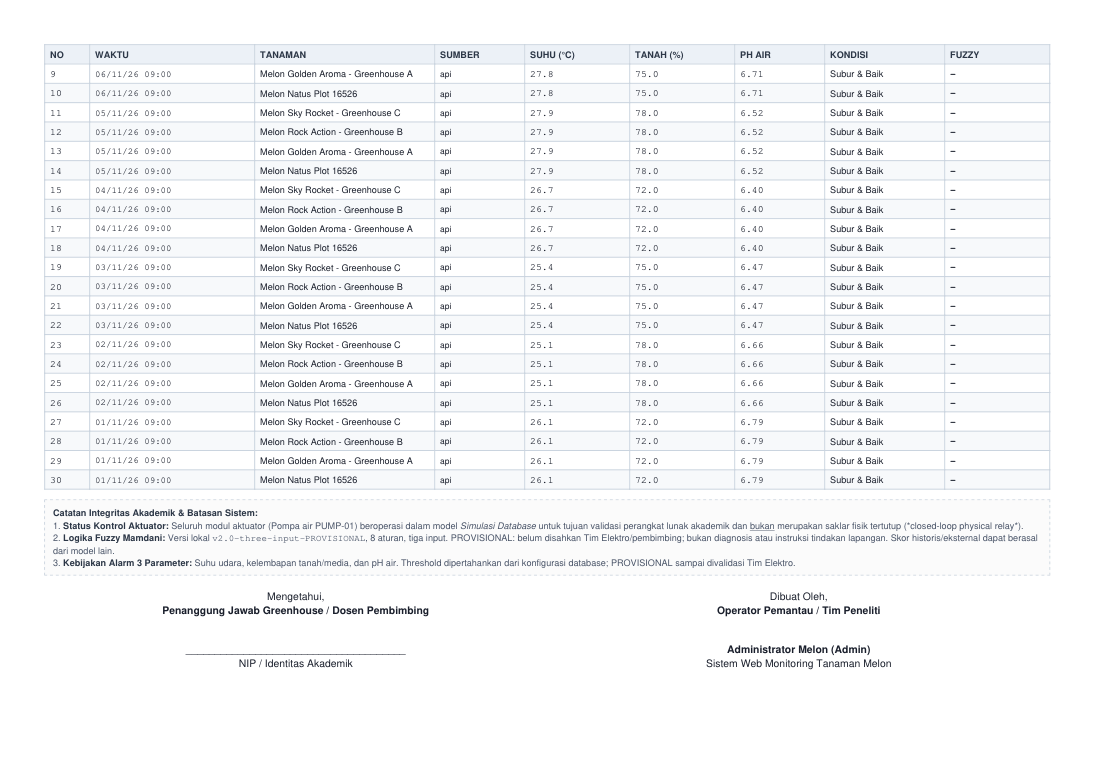 NO WAKTU TANAMAN SUMBER SUHU (°C) TANAH (%) PH AIR KONDISI FUZZY
9 06/11/26 09:00 Melon Golden Aroma - Greenhouse A api 27.8 75.0 6.71 Subur & Baik –
10 06/11/26 09:00 Melon Natus Plot 16526 api 27.8 75.0 6.71 Subur & Baik –
11 05/11/26 09:00 Melon Sky Rocket - Greenhouse C api 27.9 78.0 6.52 Subur & Baik –
12 05/11/26 09:00 Melon Rock Action - Greenhouse B api 27.9 78.0 6.52 Subur & Baik –
13 05/11/26 09:00 Melon Golden Aroma - Greenhouse A api 27.9 78.0 6.52 Subur & Baik –
14 05/11/26 09:00 Melon Natus Plot 16526 api 27.9 78.0 6.52 Subur & Baik –
15 04/11/26 09:00 Melon Sky Rocket - Greenhouse C api 26.7 72.0 6.40 Subur & Baik –
16 04/11/26 09:00 Melon Rock Action - Greenhouse B api 26.7 72.0 6.40 Subur & Baik –
17 04/11/26 09:00 Melon Golden Aroma - Greenhouse A api 26.7 72.0 6.40 Subur & Baik –
18 04/11/26 09:00 Melon Natus Plot 16526 api 26.7 72.0 6.40 Subur & Baik –
19 03/11/26 09:00 Melon Sky Rocket - Greenhouse C api 25.4 75.0 6.47 Subur & Baik –
20 03/11/26 09:00 Melon Rock Action - Greenhouse B api 25.4 75.0 6.47 Subur & Baik –
21 03/11/26 09:00 Melon Golden Aroma - Greenhouse A api 25.4 75.0 6.47 Subur & Baik –
22 03/11/26 09:00 Melon Natus Plot 16526 api 25.4 75.0 6.47 Subur & Baik –
23 02/11/26 09:00 Melon Sky Rocket - Greenhouse C api 25.1 78.0 6.66 Subur & Baik –
24 02/11/26 09:00 Melon Rock Action - Greenhouse B api 25.1 78.0 6.66 Subur & Baik –
25 02/11/26 09:00 Melon Golden Aroma - Greenhouse A api 25.1 78.0 6.66 Subur & Baik –
26 02/11/26 09:00 Melon Natus Plot 16526 api 25.1 78.0 6.66 Subur & Baik –
27 01/11/26 09:00 Melon Sky Rocket - Greenhouse C api 26.1 72.0 6.79 Subur & Baik –
28 01/11/26 09:00 Melon Rock Action - Greenhouse B api 26.1 72.0 6.79 Subur & Baik –
29 01/11/26 09:00 Melon Golden Aroma - Greenhouse A api 26.1 72.0 6.79 Subur & Baik –
30 01/11/26 09:00 Melon Natus Plot 16526 api 26.1 72.0 6.79 Subur & Baik –
Catatan Integritas Akademik & Batasan Sistem:
1. Status Kontrol Aktuator: Seluruh modul aktuator (Pompa air PUMP-01) beroperasi dalam model Simulasi Database untuk tujuan validasi perangkat lunak akademik dan bukan merupakan saklar fisik tertutup ("closed-loop physical relay").
2. Logika Fuzzy Mamdani: Versi lokal v2.0-three-input-PROVISIONAL, 8 aturan, tiga input. PROVISIONAL: belum disahkan Tim Elektro/pembimbing; bukan diagnosis atau instruksi tindakan lapangan. Skor historis/eksternal dapat berasal
dari model lain.
3. Kebijakan Alarm 3 Parameter: Suhu udara, kelembapan tanah/media, dan pH air. Threshold dipertahankan dari konfigurasi database; PROVISIONAL sampai divalidasi Tim Elektro.
Mengetahui,
Penanggung Jawab Greenhouse / Dosen Pembimbing
NIP / Identitas Akademik
Dibuat Oleh,
Operator Pemantau / Tim Peneliti
Administrator Melon (Admin)
Sistem Web Monitoring Tanaman Melon